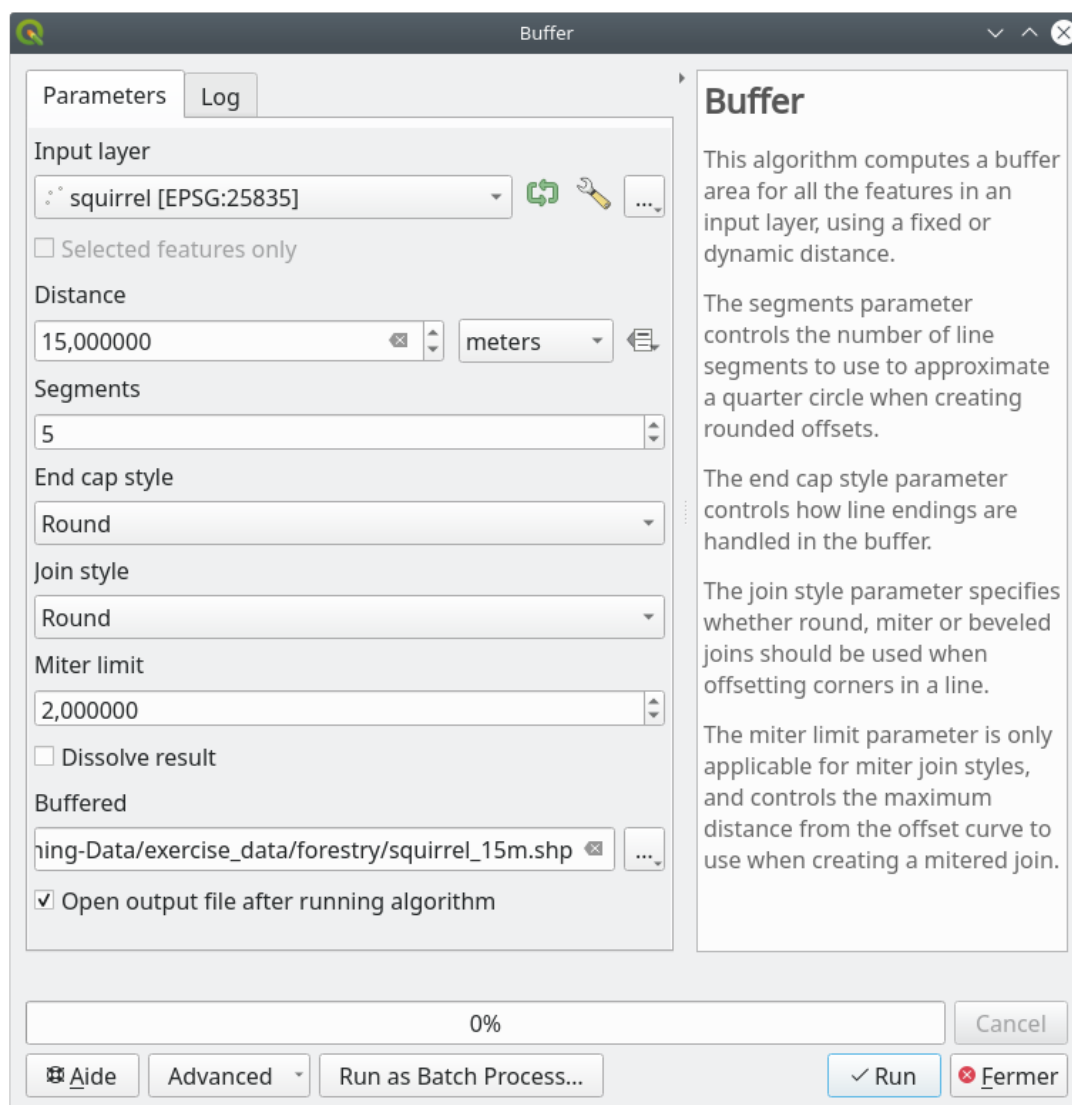 Buffer
Parameters
Log
Input layer
squirrel [EPSG:25835]
...
Selected features only
Distance
15,000000
meters
Segments
5
End cap style
Round
Join style
Round
Miter limit
2,000000
Dissolve result
Buffered
ning-Data/exercise_data/forestry/squirrel_15m.shp
...
Open output file after running algorithm
Buffer
This algorithm computes a buffer
area for all the features in an
input layer, using a fixed or
dynamic distance.
The segments parameter
controls the number of line
segments to use to approximate
a quarter circle when creating
rounded offsets.
The end cap style parameter
controls how line endings are
handled in the buffer.
The join style parameter specifies
whether round, miter or beveled
joins should be used when
offsetting corners in a line.
The miter limit parameter is only
applicable for miter join styles,
and controls the maximum
distance from the offset curve to
use when creating a mitered join.
0%
Cancel
Aide
Advanced
Run as Batch Process...
Run
Fermer